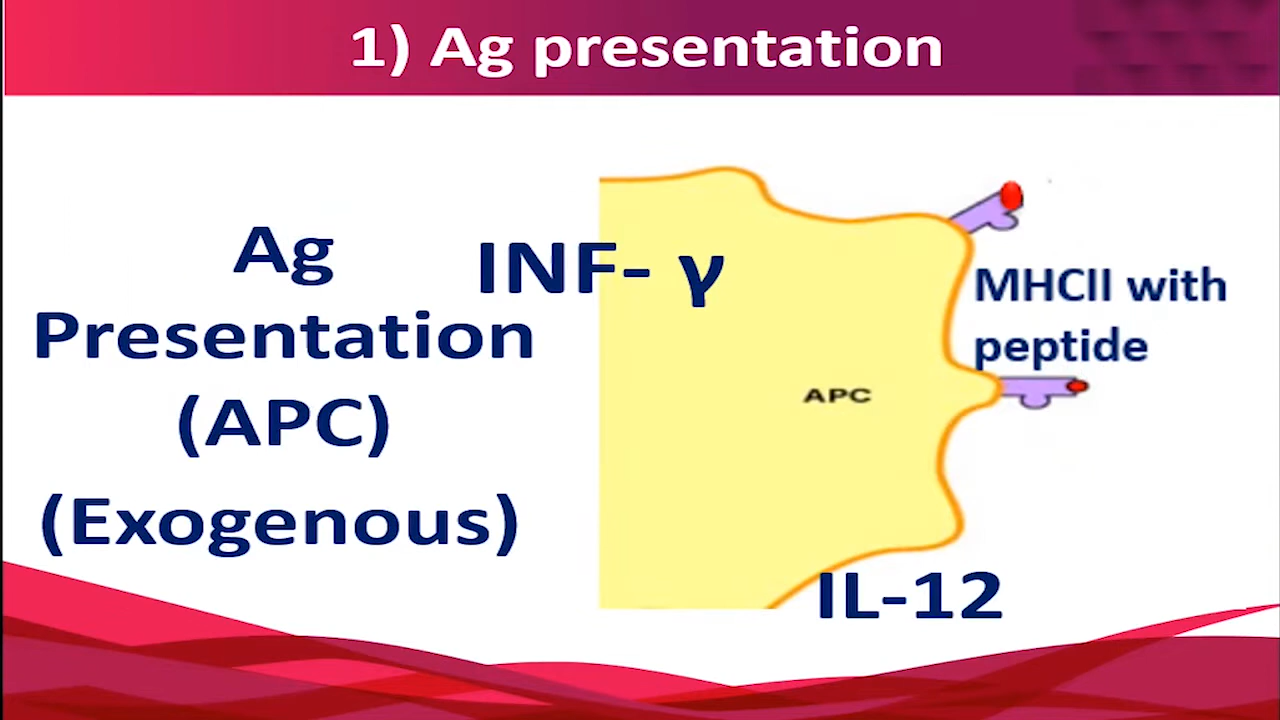 1) Ag presentation
Ag
Presentation
(APC)
(Exogenous)
INF- γ
APC
MHCII with
peptide
IL-12